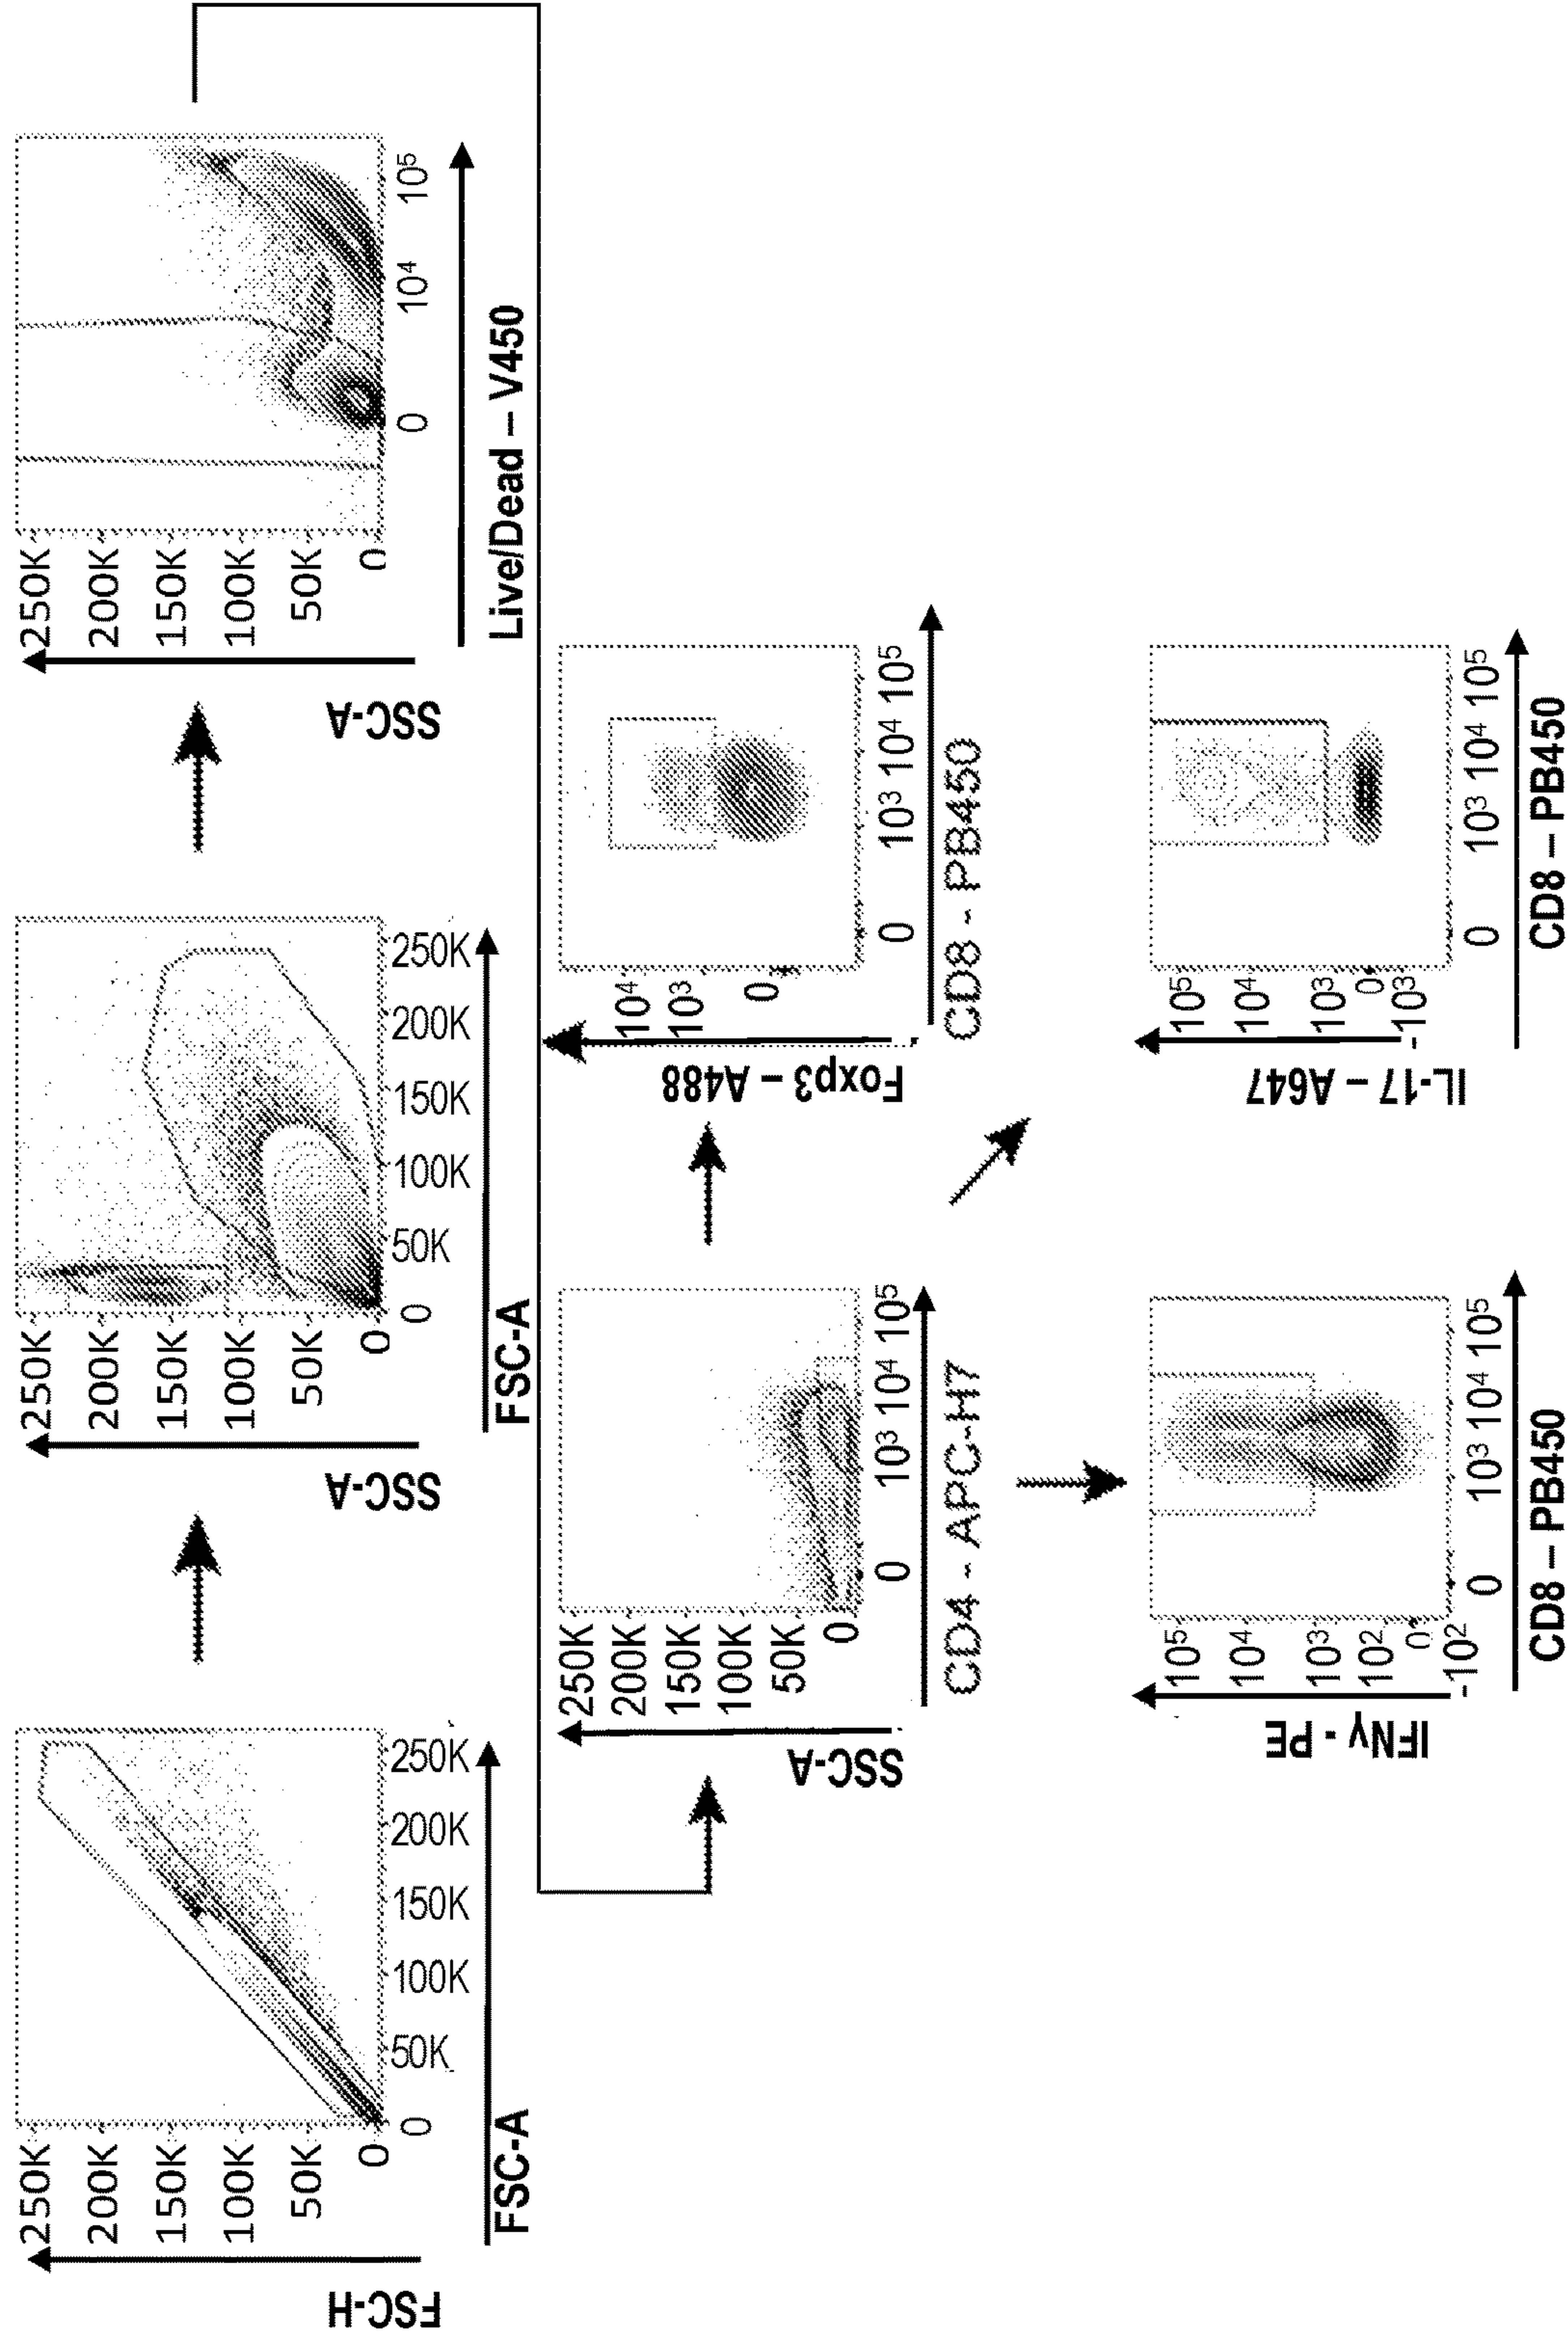 FSC-H
250K
200K
150K
100K
50K
0
0
50K
100K
150K
200K
250K
FSC-A
SSC-A
250K
200K
150K
100K
50K
0
0
50K
100K
150K
200K
250K
FSC-A
SSC-A
250K
200K
150K
100K
50K
0
0
10⁴
10⁵
Live/Dead – V450
SSC-A
250K
200K
150K
100K
50K
0
0
10³
10⁴
10⁵
CD4 - APC-H7
Foxp3 – A488
10⁴
10³
0
0
10³
10⁴
10⁵
CD8 - PB450
IFNγ - PE
10⁵
10⁴
10³
10²
0
-10²
0
10³
10⁴
10⁵
CD8 – PB450
IL-17 – A647
10⁵
10⁴
10³
0
-10³
0
10³
10⁴
10⁵
CD8 – PB450